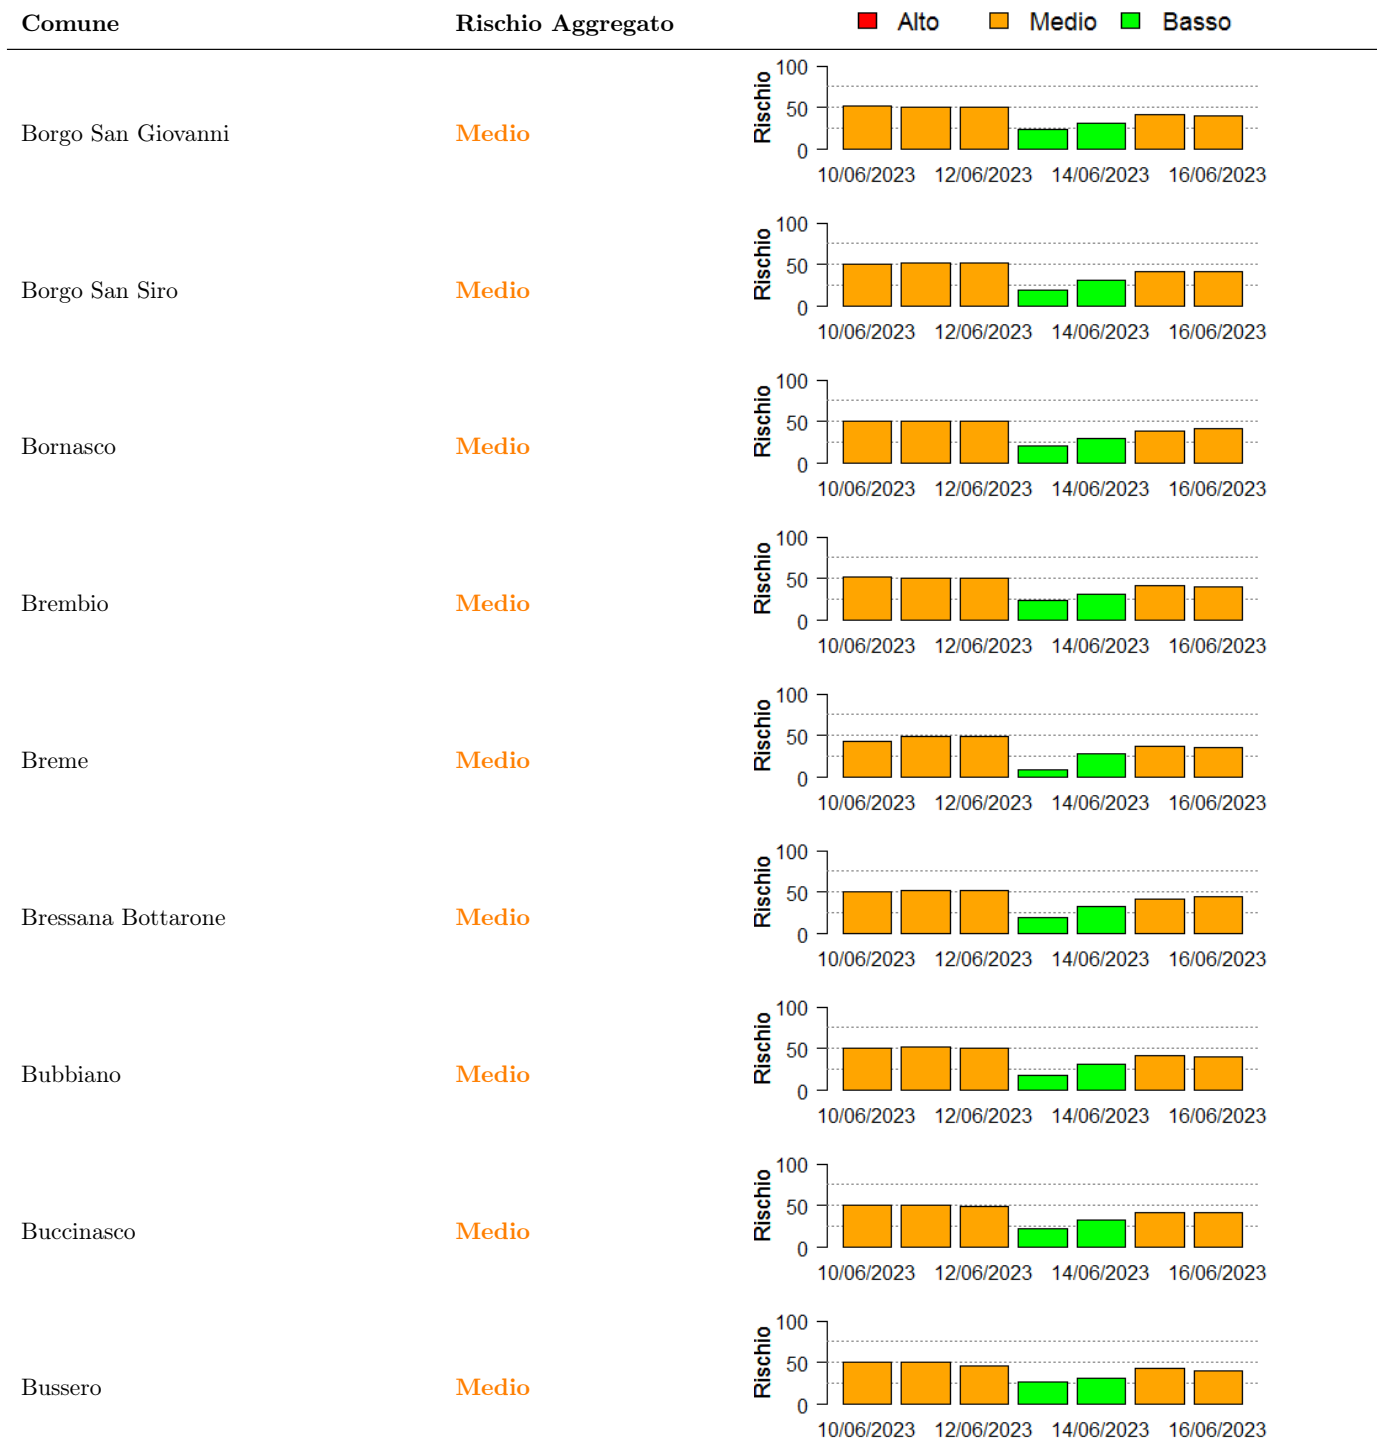 Comune Rischio Aggregato Alto Medio Basso
100
50
0
Rischio
Borgo San Giovanni Medio
10/06/2023 12/06/2023 14/06/2023 16/06/2023
100
50
0
Rischio
Borgo San Siro Medio
10/06/2023 12/06/2023 14/06/2023 16/06/2023
100
50
0
Rischio
Bornasco Medio
10/06/2023 12/06/2023 14/06/2023 16/06/2023
100
50
0
Rischio
Brembio Medio
10/06/2023 12/06/2023 14/06/2023 16/06/2023
100
50
0
Rischio
Breme Medio
10/06/2023 12/06/2023 14/06/2023 16/06/2023
100
50
0
Rischio
Bressana Bottarone Medio
10/06/2023 12/06/2023 14/06/2023 16/06/2023
100
50
0
Rischio
Bubbiano Medio
10/06/2023 12/06/2023 14/06/2023 16/06/2023
100
50
0
Rischio
Buccinasco Medio
10/06/2023 12/06/2023 14/06/2023 16/06/2023
100
50
0
Rischio
Bussero Medio
10/06/2023 12/06/2023 14/06/2023 16/06/2023